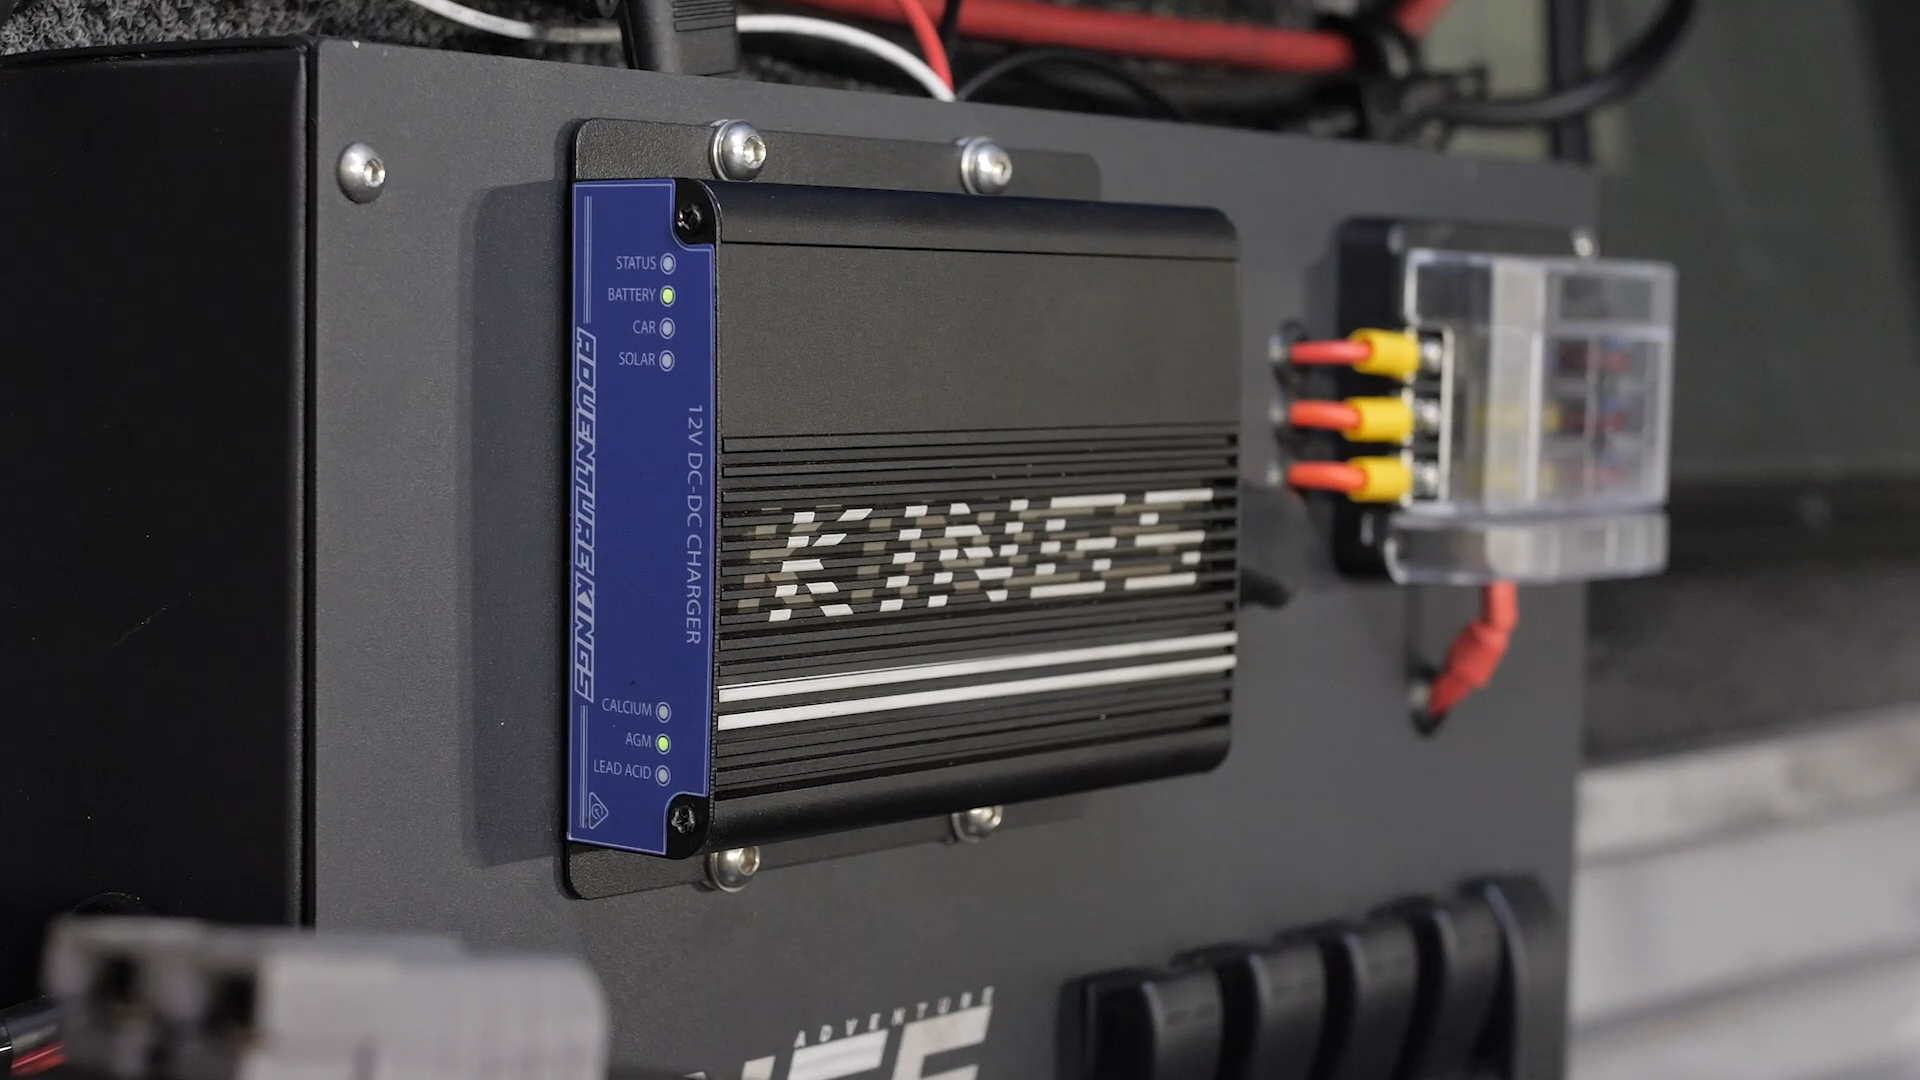 STATUS
BATTERY
CAR
SOLAR
ADVENTURE KINGS
12V DC-DC CHARGER
KINGS
CALCIUM
AGM
LEAD ACID
ADVENTURE